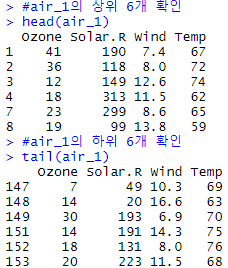 > #air_1의 상위 6개 확인
> head(air_1)
  Ozone Solar.R Wind Temp
1    41     190  7.4   67
2    36     118  8.0   72
3    12     149 12.6   74
4    18     313 11.5   62
7    23     299  8.6   65
8    19      99 13.8   59
> #air_1의 하위 6개 확인
> tail(air_1)
    Ozone Solar.R Wind Temp
147     7      49 10.3   69
148    14      20 16.6   63
149    30     193  6.9   70
151    14     191 14.3   75
152    18     131  8.0   76
153    20     223 11.5   68